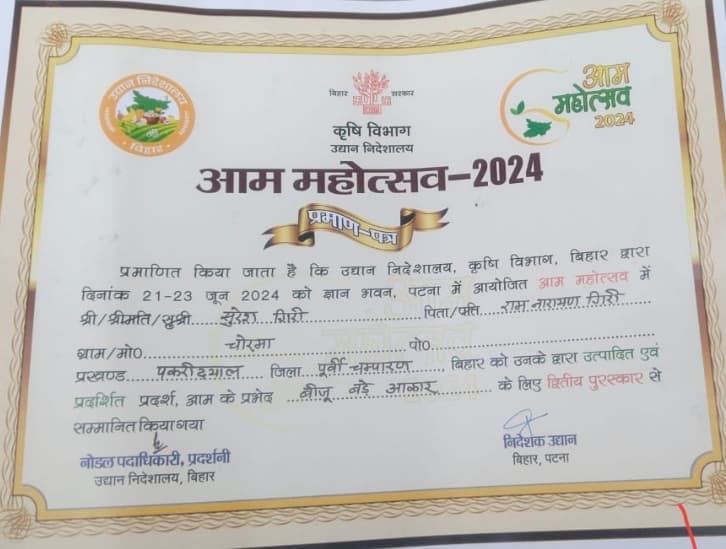 उद्यान निदेशालय
बिहार
बिहार सरकार
कृषि विभाग
उद्यान निदेशालय
आम
महोत्सव
2024
आम महोत्सव-2024
प्रमाण-पत्र
प्रमाणित किया जाता है कि उद्यान निदेशालय, कृषि विभाग, बिहार द्वारा
दिनांक 21-23 जून 2024 को ज्ञान भवन, पटना में आयोजित आम महोत्सव में
श्री/श्रीमति/सुश्री.... सुरेश गिरी ........ पिता/पति .. राम नारायण गिरी .....
ग्राम/मो0 ........ चोरमा ........ पो0........
प्रखण्ड.... पकरीदयाल ..... जिला.... पूर्वी चम्पारण ...., बिहार को उनके द्वारा उत्पादित एवं
प्रदर्शित प्रदर्श, आम के प्रभेद .... बीजू बड़े आकार ..... के लिए द्वितीय पुरस्कार से
सम्मानित किया गया
नोडल पदाधिकारी, प्रदर्शनी
उद्यान निदेशालय, बिहार
निदेशक उद्यान
बिहार, पटना